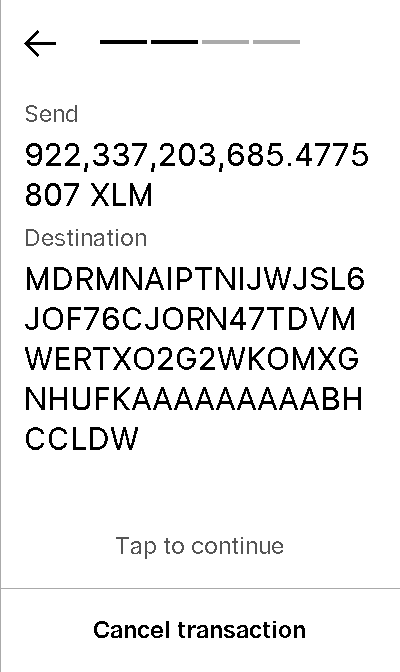 Send
922,337,203,685.4775
807 XLM
Destination
MDRMNAIPTNIJWJSL6
JOF76CJORN47TDVM
WERTXO2G2WKOMXG
NHUFKAAAAAAAAABH
CCLDW
Tap to continue
Cancel transaction